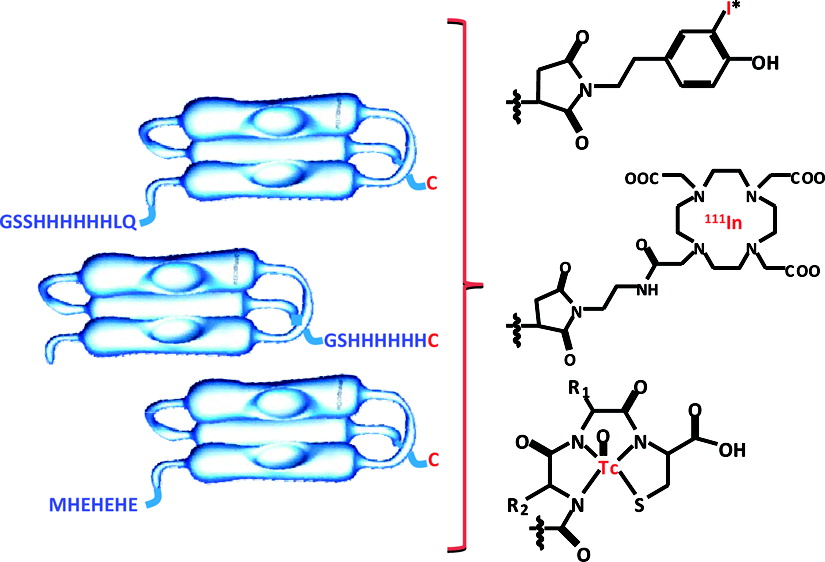 GSSHHHHHHLQ
C
GSHHHHHHC
MHEHEHE
C
I*
O
N
OH
O
OOC
COO
N
N
111In
N
N
COO
O
NH
O
N
O
R1
O
O
N
O
N
O
OH
Tc
R2
N
S
O